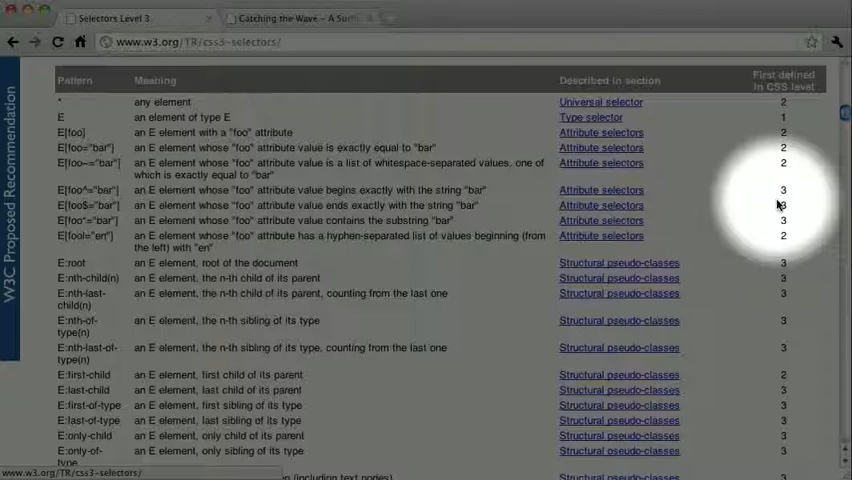 Selectors Level 3
Catching the Wave – A Surf
www.w3.org/TR/css3-selectors/
W3C Proposed Recommendation
Pattern Meaning Described in section First defined in CSS level
* any element Universal selector 2
E an element of type E Type selector 1
E[foo] an E element with a "foo" attribute Attribute selectors 2
E[foo="bar"] an E element whose "foo" attribute value is exactly equal to "bar" Attribute selectors 2
E[foo~="bar"] an E element whose "foo" attribute value is a list of whitespace-separated values, one of Attribute selectors 2
which is exactly equal to "bar"
E[foo^="bar"] an E element whose "foo" attribute value begins exactly with the string "bar" Attribute selectors 3
E[foo$="bar"] an E element whose "foo" attribute value ends exactly with the string "bar" Attribute selectors 3
E[foo*="bar"] an E element whose "foo" attribute value contains the substring "bar" Attribute selectors 3
E[foo|="en"] an E element whose "foo" attribute has a hyphen-separated list of values beginning (from Attribute selectors 2
the left) with "en"
E:root an E element, root of the document Structural pseudo-classes 3
E:nth-child(n) an E element, the n-th child of its parent Structural pseudo-classes 3
E:nth-last- an E element, the n-th child of its parent, counting from the last one Structural pseudo-classes 3
child(n)
E:nth-of- an E element, the n-th sibling of its type Structural pseudo-classes 3
type(n)
E:nth-last-of- an E element, the n-th sibling of its type, counting from the last one Structural pseudo-classes 3
type(n)
E:first-child an E element, first child of its parent Structural pseudo-classes 2
E:last-child an E element, last child of its parent Structural pseudo-classes 3
E:first-of-type an E element, first sibling of its type Structural pseudo-classes 3
E:last-of-type an E element, last sibling of its type Structural pseudo-classes 3
E:only-child an E element, only child of its parent Structural pseudo-classes 3
E:only-of- an E element, only sibling of its type Structural pseudo-classes 3
type
www.w3.org/TR/css3-selectors/
(including text nodes)